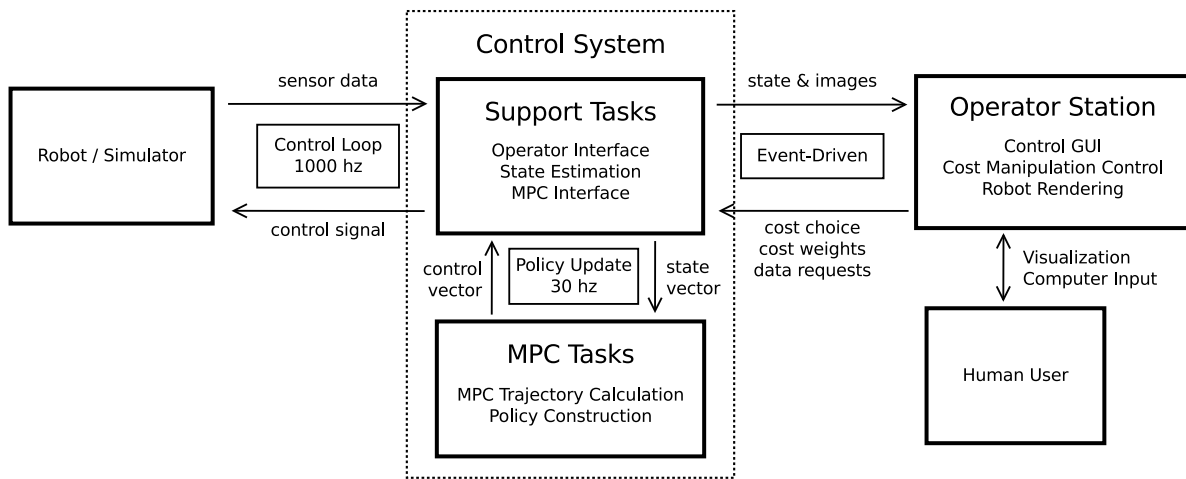 Control System
sensor data
Control Loop
1000 hz
control signal
Robot / Simulator
Support Tasks
Operator Interface
State Estimation
MPC Interface
control
vector
Policy Update
30 hz
state
vector
MPC Tasks
MPC Trajectory Calculation
Policy Construction
state & images
Event-Driven
cost choice
cost weights
data requests
Operator Station
Control GUI
Cost Manipulation Control
Robot Rendering
Visualization
Computer Input
Human User